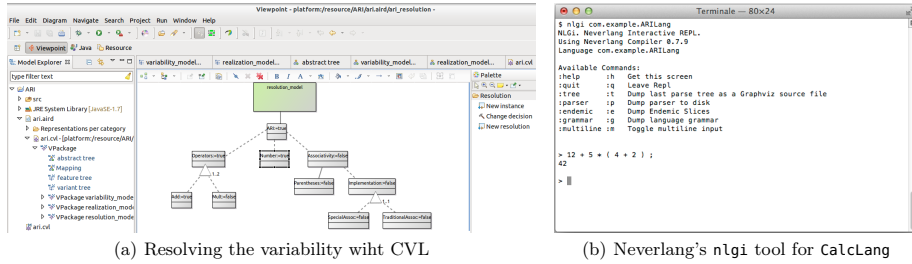 Viewpoint - platform:/resource/ARI/ari.aird/ari_resolution -
File Edit Diagram Navigate Search Project Run Window Help
Viewpoint Java Resource
Model Explorer
type filter text
ARI
src
JRE System Library [JavaSE-1.7]
ari.aird
Representations per category
ari.cvl - [platform:/resource/ARI/
VPackage
abstract tree
Mapping
feature tree
variant tree
VPackage variability_mode
VPackage realization_mode
VPackage resolution_mode
ari.cvl
variability_model... realization_model... abstract tree variability_model... realization_model... ari.cvl
resolution_model
ARI:=true
Operators:=true Number:=true Associativity:=false
1..2
Add:=true Mult:=false Parentheses:=false Implementation:=false
1..1
SpecialAssoc:=false TraditionalAssoc:=false
Palette
Resolution
New instance
Change decision
New resolution
(a) Resolving the variability wiht CVL
Terminale — 80×24
$ nlgi com.example.ARILang
NLGi. Neverlang Interactive REPL.
Using Neverlang Compiler 0.7.9
Language com.example.ARILang
Available Commands:
:help :h Get this screen
:quit :q Leave Repl
:tree :t Dump last parse tree as a Graphviz source file
:parser :p Dump parser to disk
:endemic :e Dump Endemic Slices
:grammar :g Dump language grammar
:multiline :m Toggle multiline input
> 12 + 5 * ( 4 + 2 ) ;
42
>
(b) Neverlang's nlgi tool for CalcLang